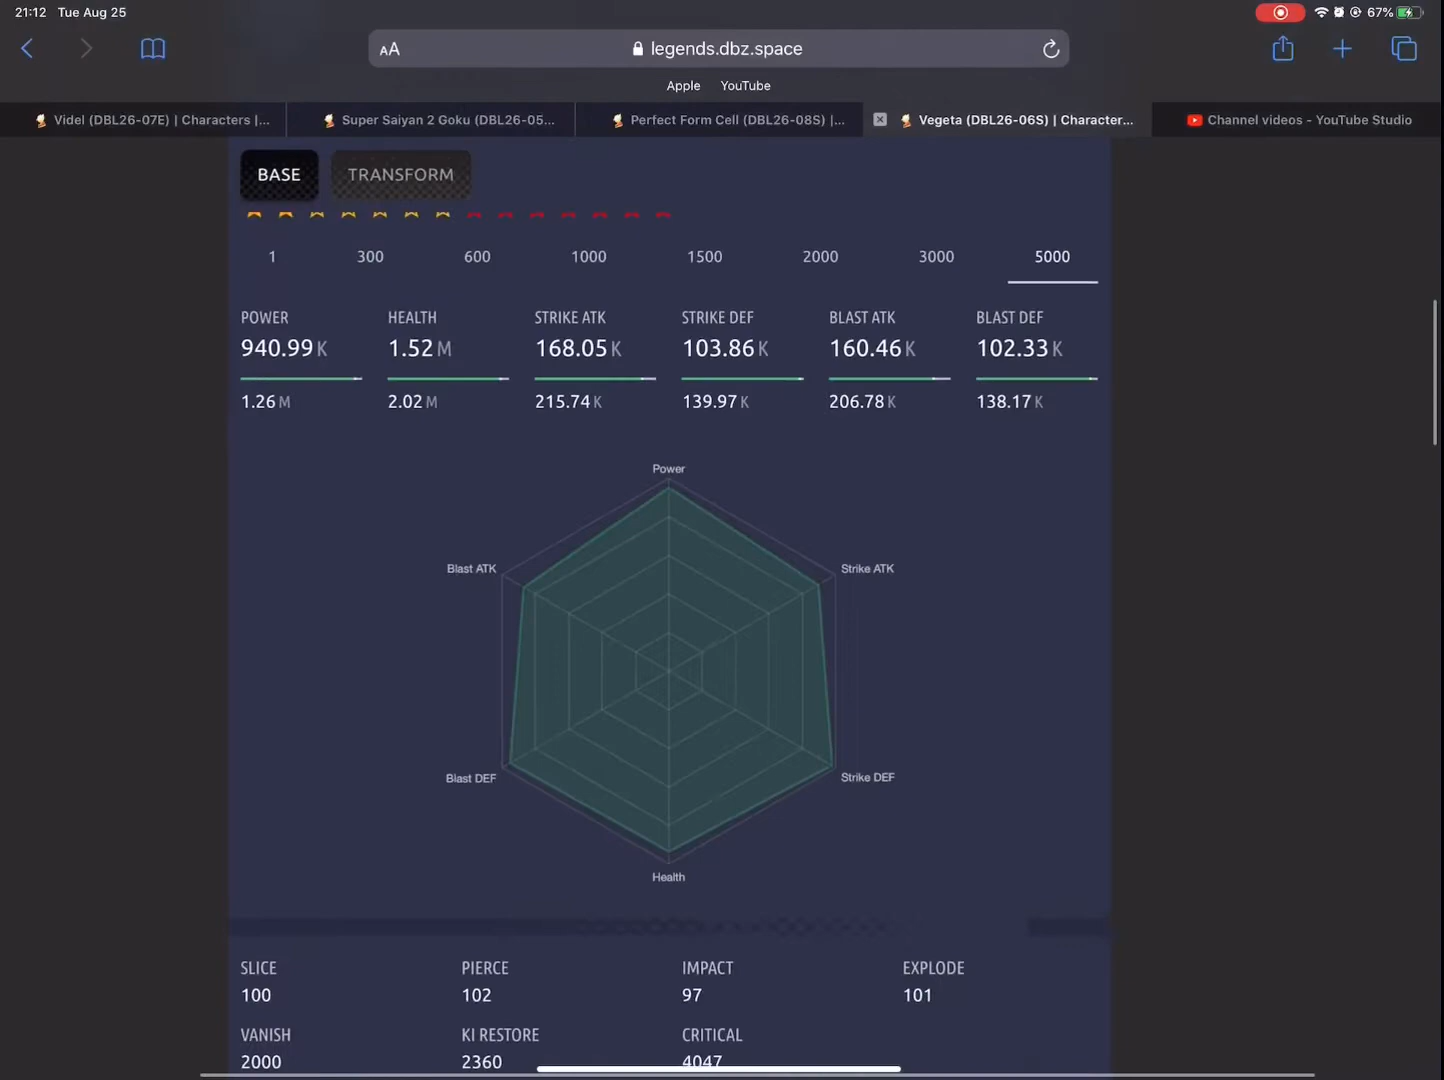 21:12 Tue Aug 25 67%
AA legends.dbz.space
Apple YouTube
Videl (DBL26-07E) | Characters |... Super Saiyan 2 Goku (DBL26-05... Perfect Form Cell (DBL26-08S) |... Vegeta (DBL26-06S) | Character... Channel videos - YouTube Studio
BASE TRANSFORM
1 300 600 1000 1500 2000 3000 5000
POWER HEALTH STRIKE ATK STRIKE DEF BLAST ATK BLAST DEF
940.99 K 1.52 M 168.05 K 103.86 K 160.46 K 102.33 K
1.26 M 2.02 M 215.74 K 139.97 K 206.78 K 138.17 K
Power
Blast ATK Strike ATK
Blast DEF Strike DEF
Health
SLICE PIERCE IMPACT EXPLODE
100 102 97 101
VANISH KI RESTORE CRITICAL
2000 2360 4047